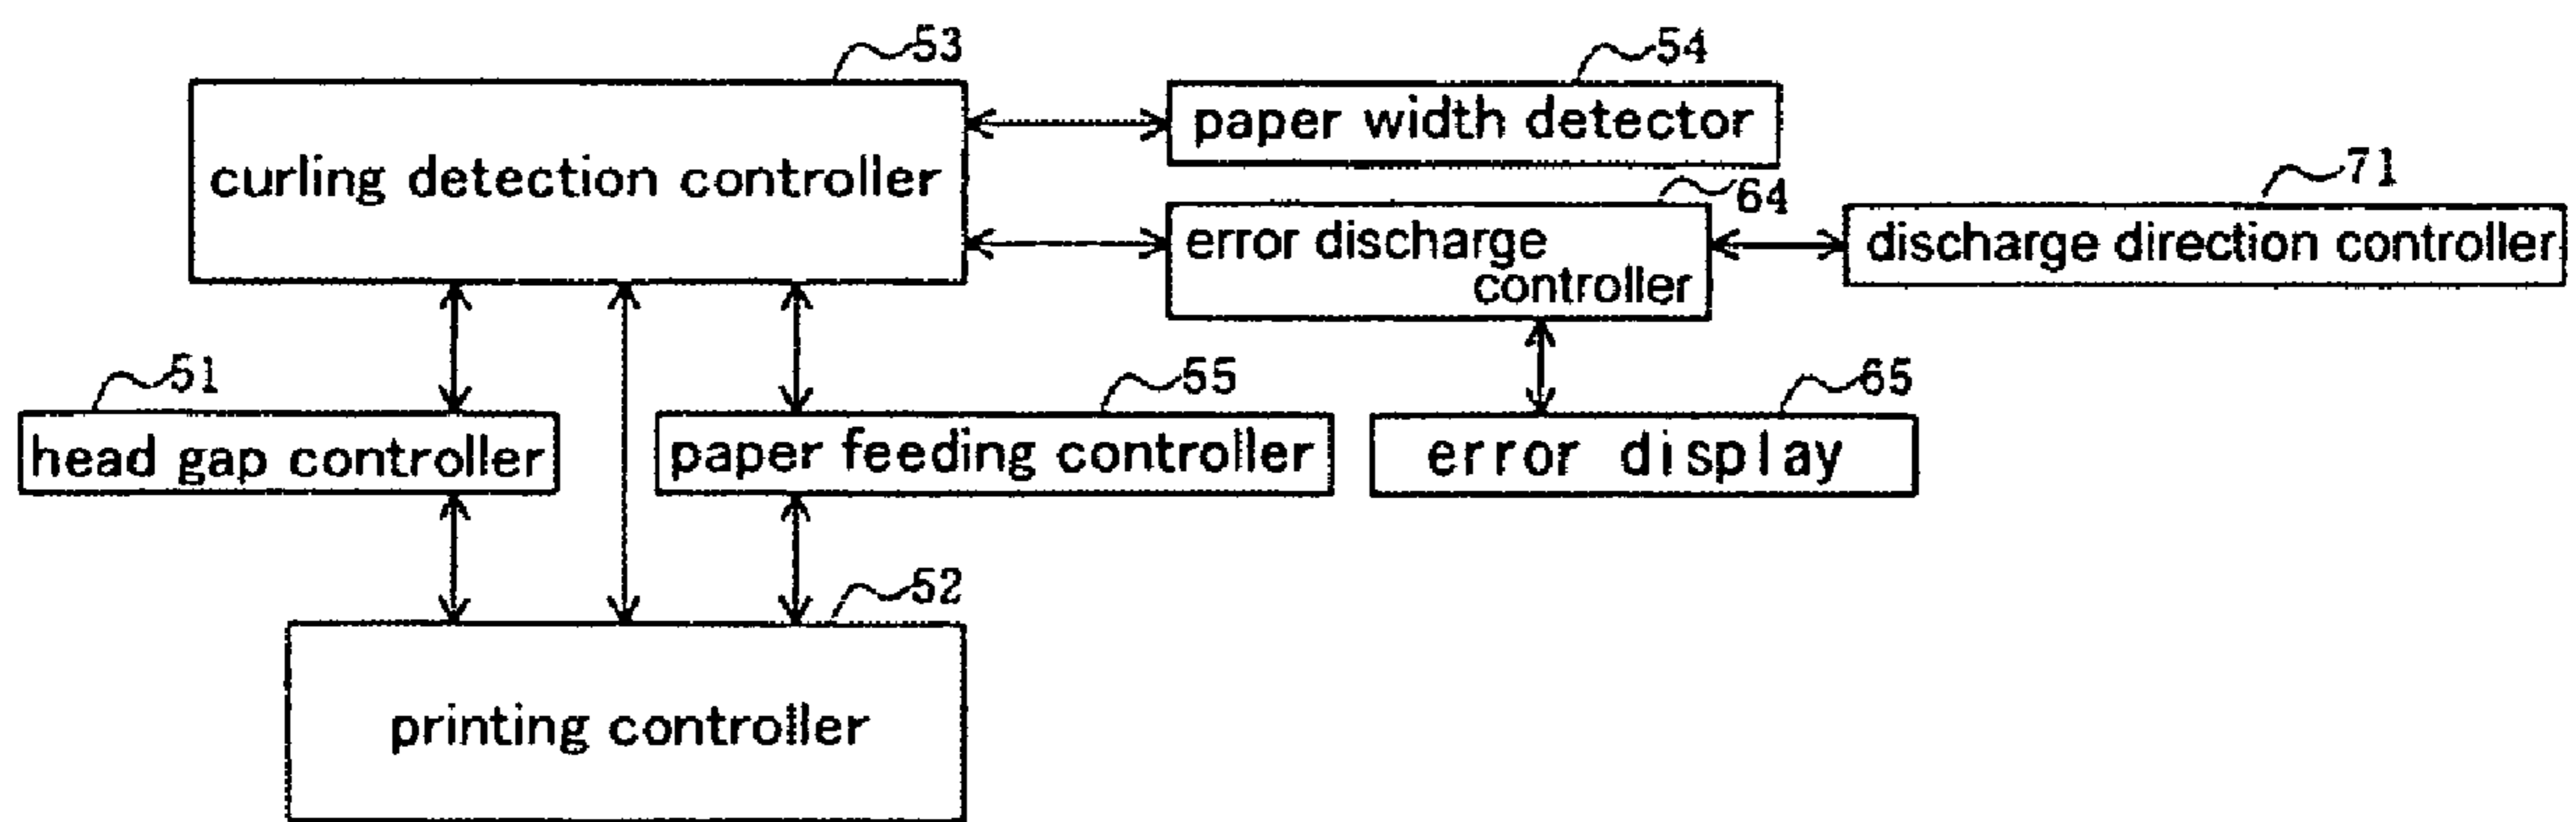 53
54
curling detection controller
paper width detector
64
71
error discharge
controller
discharge direction controller
51
55
65
head gap controller
paper feeding controller
error display
52
printing controller